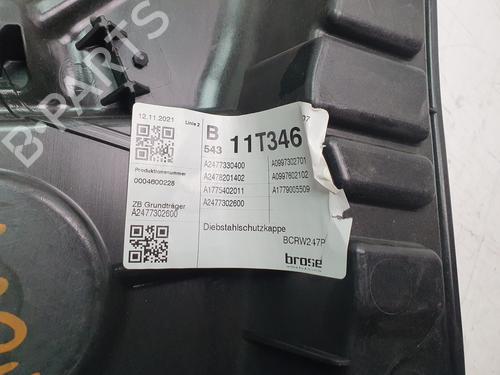 B-PARTS
12.11.2021
Linie 2
07
B
543
11T346
Produktionsnummer
0004600228
A2477330400 A0997302701
A2478201402 A0997602102
A1775402011 A1779005509
A2477302600
ZB Grundträger
A2477302600
Diebstahlschutzkappe
BCRW247P
brose